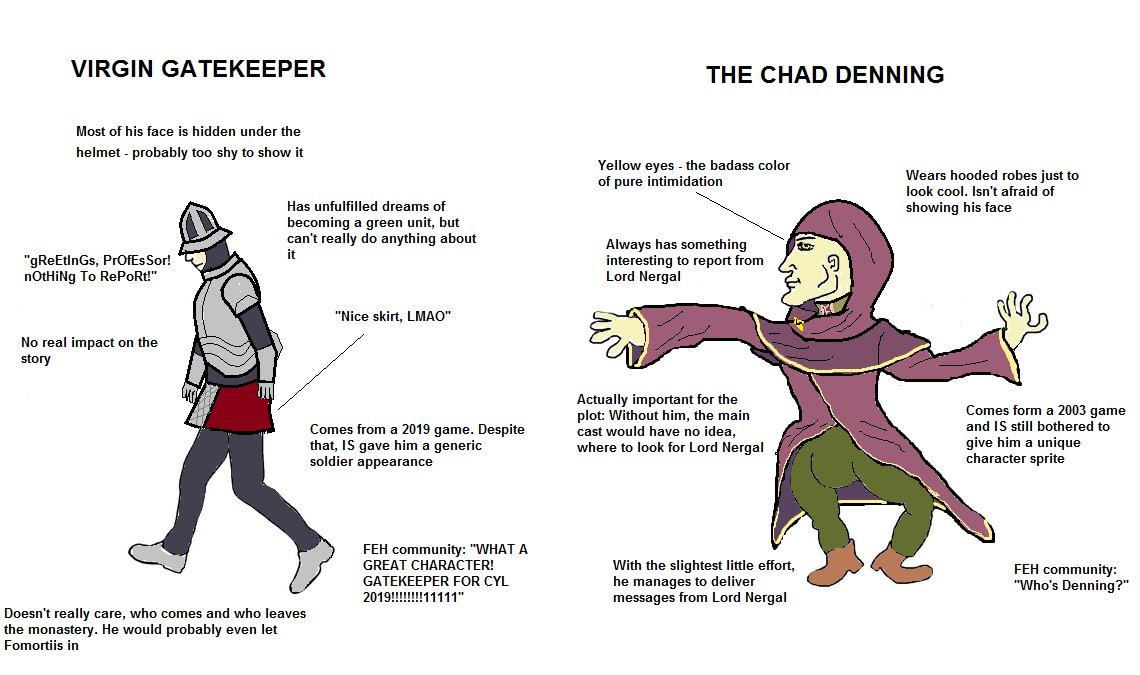 VIRGIN GATEKEEPER
Most of his face is hidden under the
helmet - probably too shy to show it
Has unfulfilled dreams of
becoming a green unit, but
can't really do anything about
it
"gReEtInGs, PrOfEsSor!
nOtHiNg To RePoRt!"
"Nice skirt, LMAO"
No real impact on the
story
Comes from a 2019 game. Despite
that, IS gave him a generic
soldier appearance
FEH community: "WHAT A
GREAT CHARACTER!
GATEKEEPER FOR CYL
2019!!!!!!!!11111"
Doesn't really care, who comes and who leaves
the monastery. He would probably even let
Fomortiis in
THE CHAD DENNING
Yellow eyes - the badass color
of pure intimidation
Wears hooded robes just to
look cool. Isn't afraid of
showing his face
Always has something
interesting to report from
Lord Nergal
Actually important for the
plot: Without him, the main
cast would have no idea,
where to look for Lord Nergal
Comes form a 2003 game
and IS still bothered to
give him a unique
character sprite
With the slightest little effort,
he manages to deliver
messages from Lord Nergal
FEH community:
"Who's Denning?"